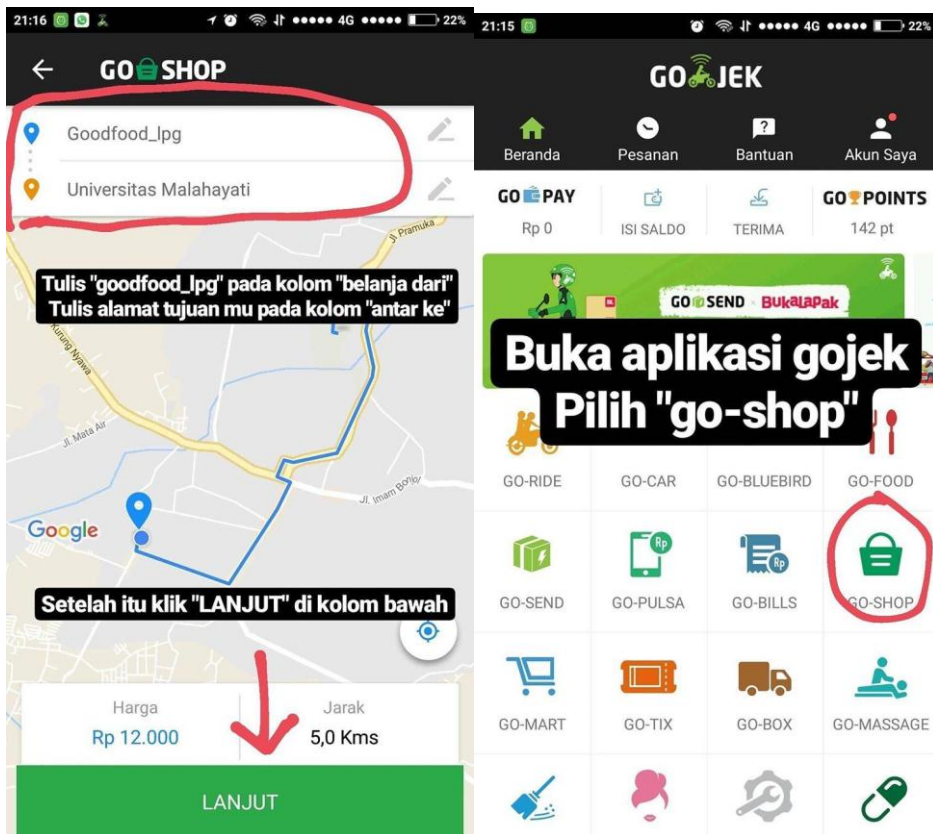 21:16 4G 22%
GO SHOP
Goodfood_lpg
Universitas Malahayati
Jl. Pramuka
Tulis "goodfood_lpg" pada kolom "belanja dari"
Tulis alamat tujuan mu pada kolom "antar ke"
Kurung Nyawa
Jl. Mata Air
Jl. Imam Bonjol
Google
Setelah itu klik "LANJUT" di kolom bawah
Harga Jarak
Rp 12.000 5,0 Kms
LANJUT
21:15 4G 22%
GO JEK
Beranda Pesanan Bantuan Akun Saya
GO PAY GO POINTS
Rp 0 ISI SALDO TERIMA 142 pt
GO SEND BUKALAPAK
BL
Buka aplikasi gojek
Pilih "go-shop"
GO-RIDE GO-CAR GO-BLUEBIRD GO-FOOD
Rp
Rp
GO-SEND GO-PULSA GO-BILLS GO-SHOP
GO-MART GO-TIX GO-BOX GO-MASSAGE